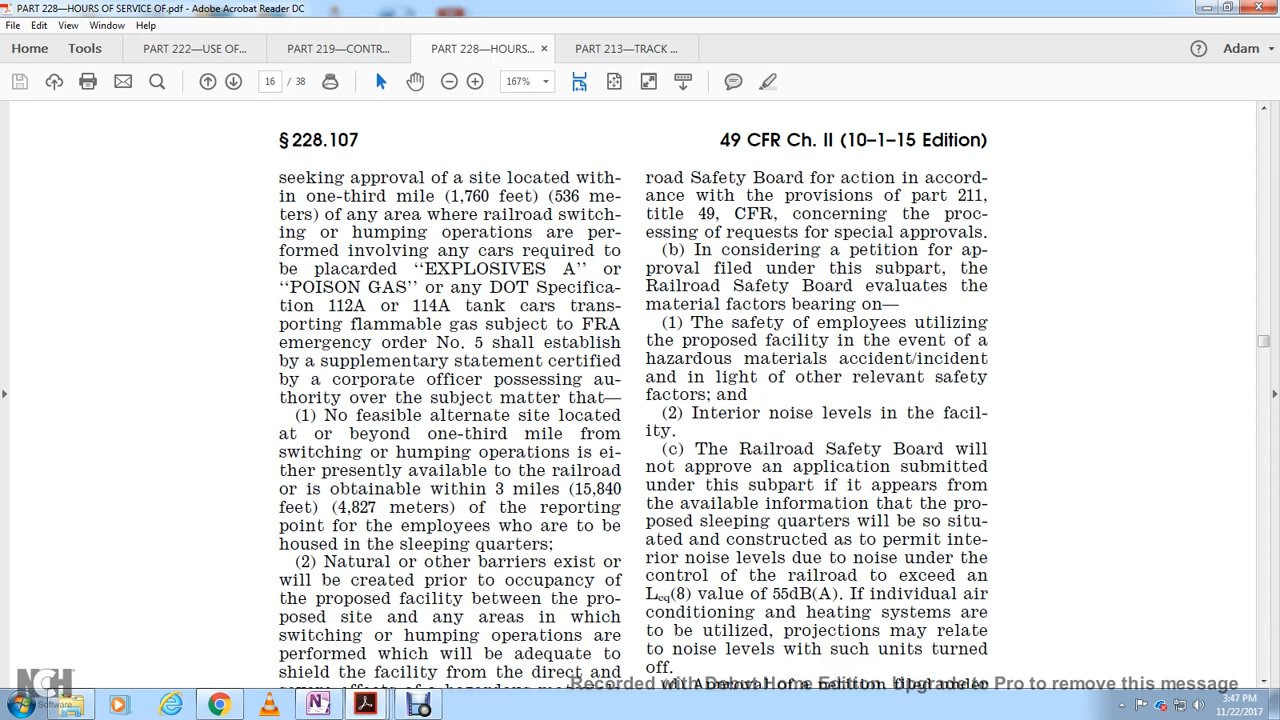 PART 228—HOURS OF SERVICE OF.pdf - Adobe Acrobat Reader DC
File Edit View Window Help
Home Tools PART 222—USE OF... PART 219—CONTR... PART 228—HOURS... × PART 213—TRACK ... Adam
16 / 38 167%
§ 228.107
49 CFR Ch. II (10–1–15 Edition)
seeking approval of a site located with-
in one-third mile (1,760 feet) (536 me-
ters) of any area where railroad switch-
ing or humping operations are per-
formed involving any cars required to
be placarded ‘‘EXPLOSIVES A’’ or
‘‘POISON GAS’’ or any DOT Specifica-
tion 112A or 114A tank cars trans-
porting flammable gas subject to FRA
emergency order No. 5 shall establish
by a supplementary statement certified
by a corporate officer possessing au-
thority over the subject matter that—
(1) No feasible alternate site located
at or beyond one-third mile from
switching or humping operations is ei-
ther presently available to the railroad
or is obtainable within 3 miles (15,840
feet) (4,827 meters) of the reporting
point for the employees who are to be
housed in the sleeping quarters;
(2) Natural or other barriers exist or
will be created prior to occupancy of
the proposed facility between the pro-
posed site and any areas in which
switching or humping operations are
performed which will be adequate to
shield the facility from the direct and
road Safety Board for action in accord-
ance with the provisions of part 211,
title 49, CFR, concerning the proc-
essing of requests for special approvals.
(b) In considering a petition for ap-
proval filed under this subpart, the
Railroad Safety Board evaluates the
material factors bearing on—
(1) The safety of employees utilizing
the proposed facility in the event of a
hazardous materials accident/incident
and in light of other relevant safety
factors; and
(2) Interior noise levels in the facil-
ity.
(c) The Railroad Safety Board will
not approve an application submitted
under this subpart if it appears from
the available information that the pro-
posed sleeping quarters will be so situ-
ated and constructed as to permit inte-
rior noise levels due to noise under the
control of the railroad to exceed an
Leq(8) value of 55dB(A). If individual air
conditioning and heating systems are
to be utilized, projections may relate
to noise levels with such units turned
off.
Recorded with Debut Home Edition. Upgrade to Pro to remove this message
NCH Software
3:47 PM
11/22/2017